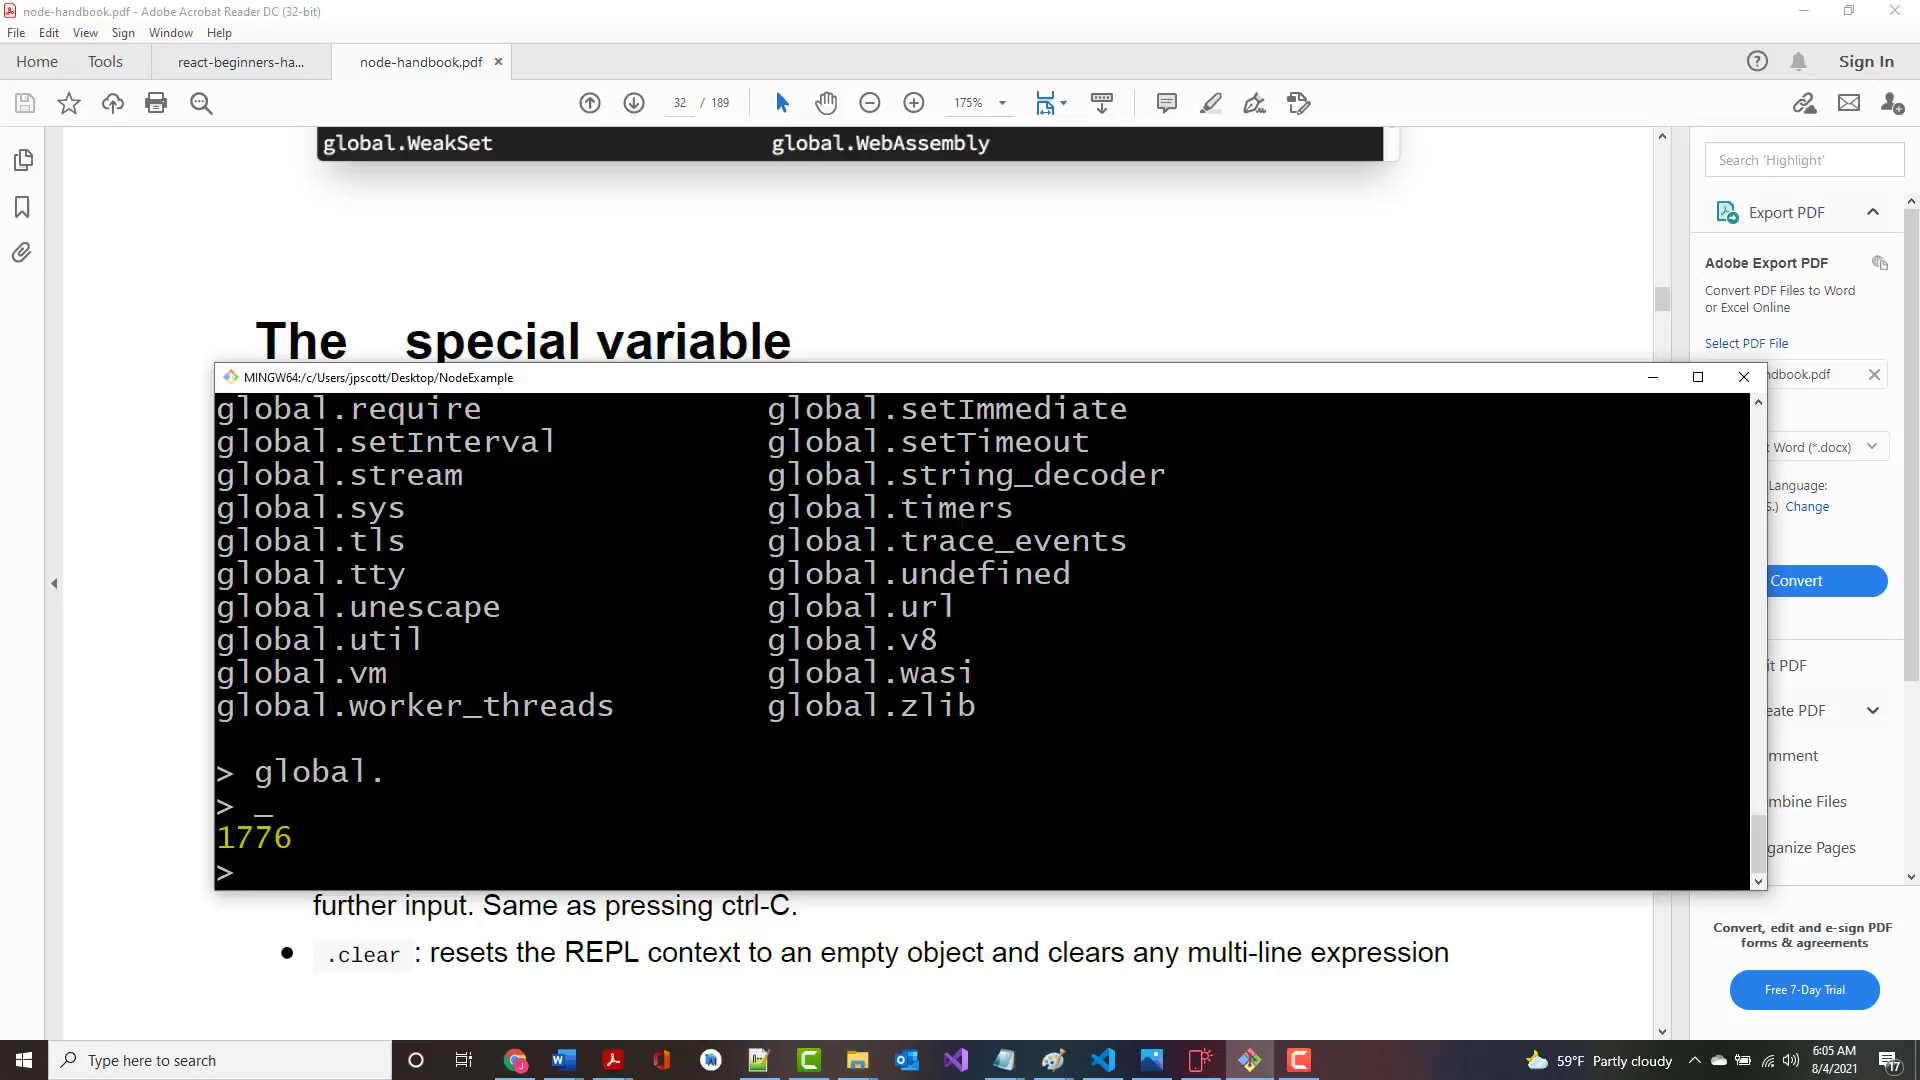 node-handbook.pdf - Adobe Acrobat Reader DC (32-bit)
File Edit View Sign Window Help
Home Tools react-beginners-ha... node-handbook.pdf × Sign In
32 / 189 175%
global.WeakSet global.WebAssembly
Search 'Highlight'
Export PDF
Adobe Export PDF
Convert PDF Files to Word
or Excel Online
Select PDF File
dbook.pdf
t Word (*.docx)
Language:
S.) Change
Convert
it PDF
eate PDF
mment
mbine Files
ganize Pages
Convert, edit and e-sign PDF
forms & agreements
Free 7-Day Trial
The special variable
MINGW64:/c/Users/jpscott/Desktop/NodeExample
global.require global.setImmediate
global.setInterval global.setTimeout
global.stream global.string_decoder
global.sys global.timers
global.tls global.trace_events
global.tty global.undefined
global.unescape global.url
global.util global.v8
global.vm global.wasi
global.worker_threads global.zlib
> global.
> _
1776
>
further input. Same as pressing ctrl-C.
● .clear : resets the REPL context to an empty object and clears any multi-line expression
Type here to search
59°F Partly cloudy
6:05 AM
8/4/2021
17